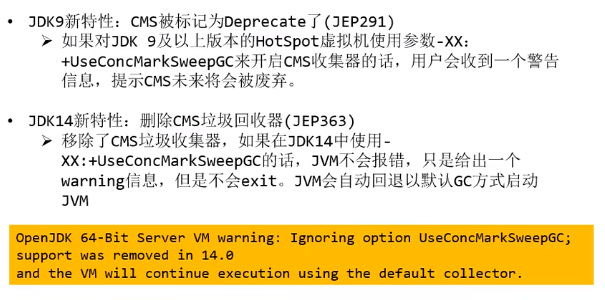 • JDK9新特性：CMS被标记为Deprecate了(JEP291)
➢ 如果对JDK 9及以上版本的HotSpot虚拟机使用参数-XX：
+UseConcMarkSweepGC来开启CMS收集器的话，用户会收到一个警告
信息，提示CMS未来将会被废弃。
• JDK14新特性：删除CMS垃圾回收器(JEP363)
➢ 移除了CMS垃圾收集器，如果在JDK14中使用-
XX:+UseConcMarkSweepGC的话，JVM不会报错，只是给出一个
warning信息，但是不会exit。JVM会自动回退以默认GC方式启动
JVM
OpenJDK 64-Bit Server VM warning: Ignoring option UseConcMarkSweepGC;
support was removed in 14.0
and the VM will continue execution using the default collector.